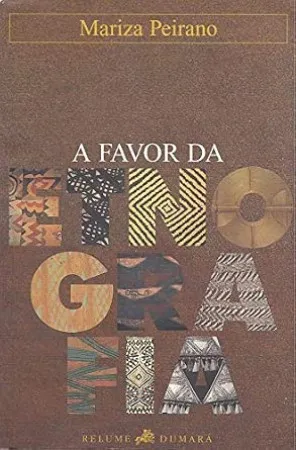 Mariza Peirano
A FAVOR DA
ETNO
GRA
FIA
RELUME DUMARÁ